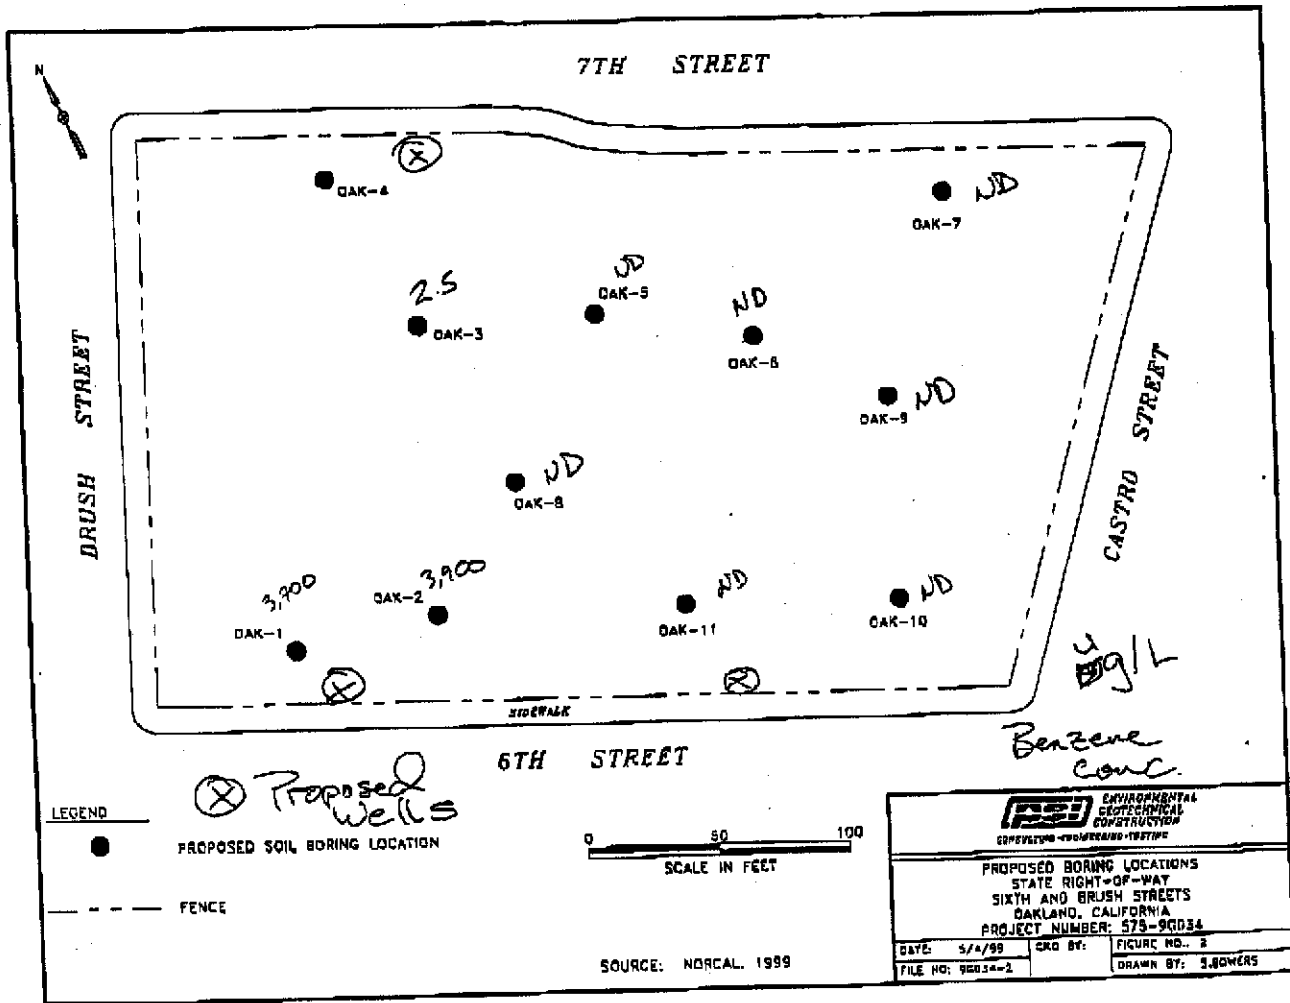 7TH STREET
N
OAK-4
ND
OAK-7
2.5
OAK-3
ND
OAK-5
ND
OAK-6
ND
OAK-9
BRUSH STREET
CASTRO STREET
ND
OAK-8
3,700
OAK-1
OAK-2
3,900
ND
OAK-11
ND
OAK-10
ug/L
SIDEWALK
6TH STREET
Benzene
conc.
Proposed
Wells
LEGEND
PROPOSED SOIL BORING LOCATION
FENCE
0 50 100
SCALE IN FEET
SOURCE: NORCAL, 1999
PSI
ENVIRONMENTAL
GEOTECHNICAL
CONSTRUCTION
CONSULTING•ENGINEERING•TESTING
PROPOSED BORING LOCATIONS
STATE RIGHT-OF-WAY
SIXTH AND BRUSH STREETS
OAKLAND, CALIFORNIA
PROJECT NUMBER: 575-9G034
DATE: 5/4/99
CKD BY:
FIGURE NO.. 2
FILE NO: 9G034-2
DRAWN BY: S.BOWERS